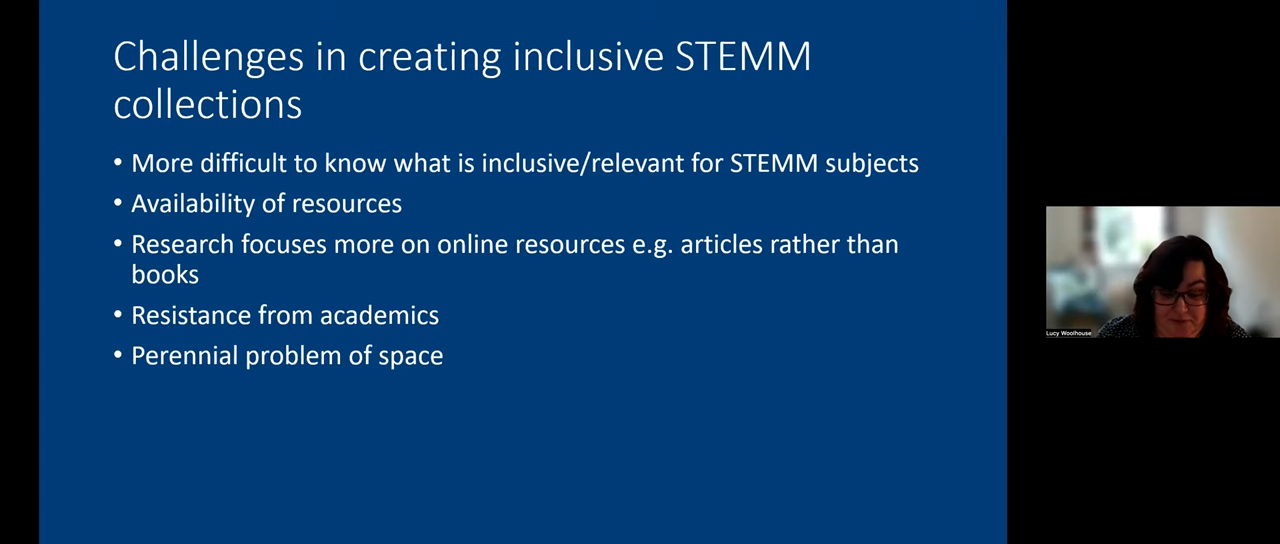 Challenges in creating inclusive STEMM
collections
• More difficult to know what is inclusive/relevant for STEMM subjects
• Availability of resources
• Research focuses more on online resources e.g. articles rather than
books
• Resistance from academics
• Perennial problem of space
Lucy Woolhouse